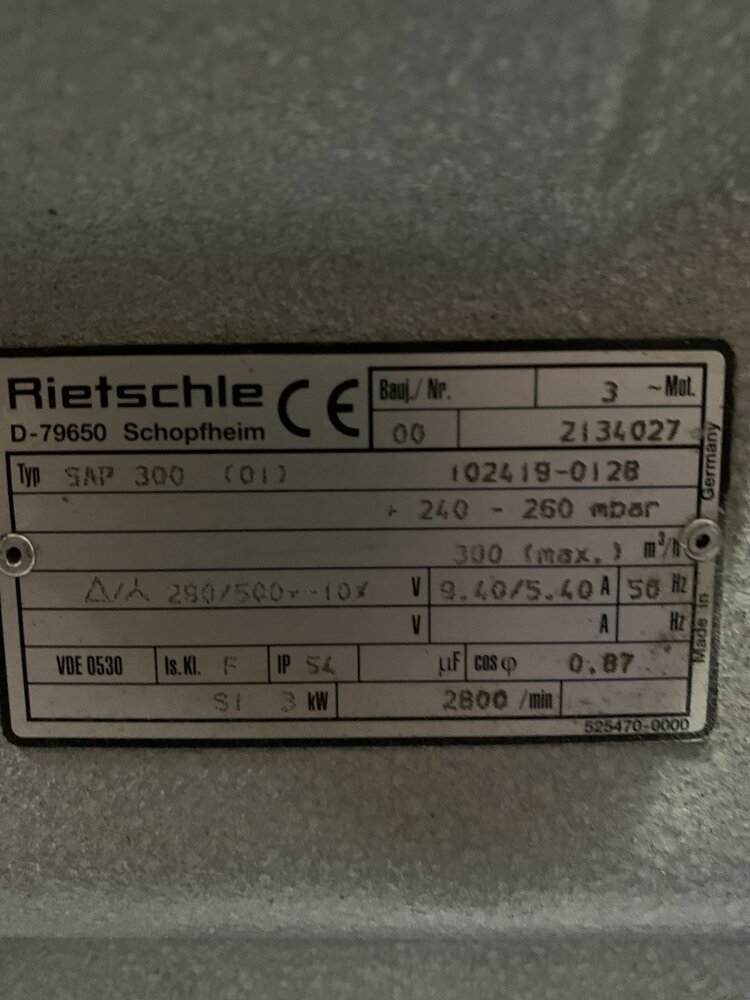 Rietschle CE
D-79650 Schopfheim
Bauj./ Nr. 3 ~Mot.
00 2134027
Typ SAP 300 (01) 102419-0128
+ 240 - 260 mbar
300 (max.) m³/h
Δ/⅄ 290/500+-10% V 9.40/5.40 A 50 Hz
V A Hz
VDE 0530 Is.Kl. F IP 54 µF cos φ 0.87
S1 3 kW 2800 /min
525470-0000
Made in Germany